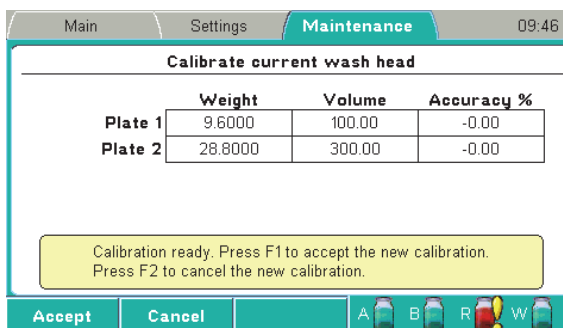 Main Settings Maintenance 09:46
Calibrate current wash head
Weight Volume Accuracy %
Plate 1 9.6000 100.00 -0.00
Plate 2 28.8000 300.00 -0.00
Calibration ready. Press F1 to accept the new calibration.
Press F2 to cancel the new calibration.
Accept Cancel A B R W